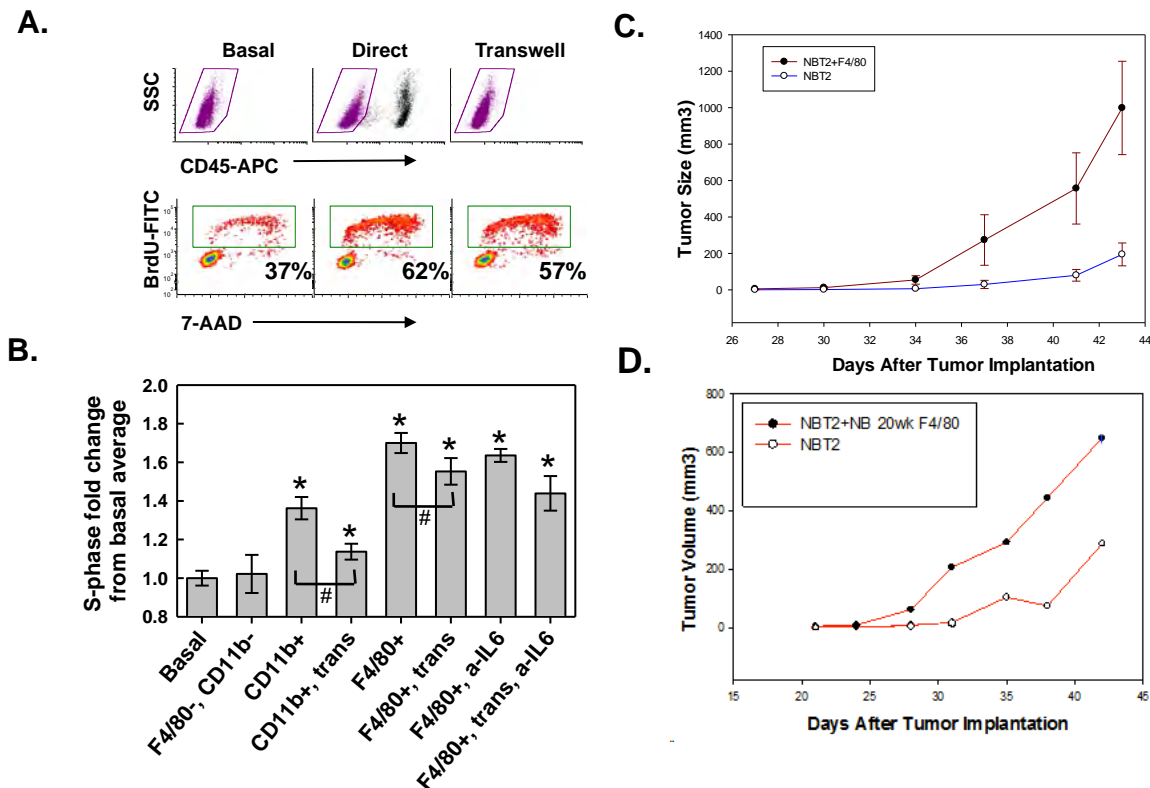 A.
Basal Direct Transwell
SSC
CD45-APC
BrdU-FITC
37% 62% 57%
7-AAD
B.
S-phase fold change
from basal average
2.0
1.8
1.6
1.4
1.2
1.0
0.8
* * * * * *
# #
Basal
F4/80-, CD11b-
CD11b+
CD11b+, trans
F4/80+
F4/80+, trans
F4/80+, a-IL6
F4/80+, trans, a-IL6
C.
Tumor Size (mm3)
1400
1200
1000
800
600
400
200
0
NBT2+F4/80
NBT2
26 28 30 32 34 36 38 40 42 44
Days After Tumor Implantation
D.
Tumor Volume (mm3)
800
600
400
200
0
NBT2+NB 20wk F4/80
NBT2
15 20 25 30 35 40 45
Days After Tumor Implantation